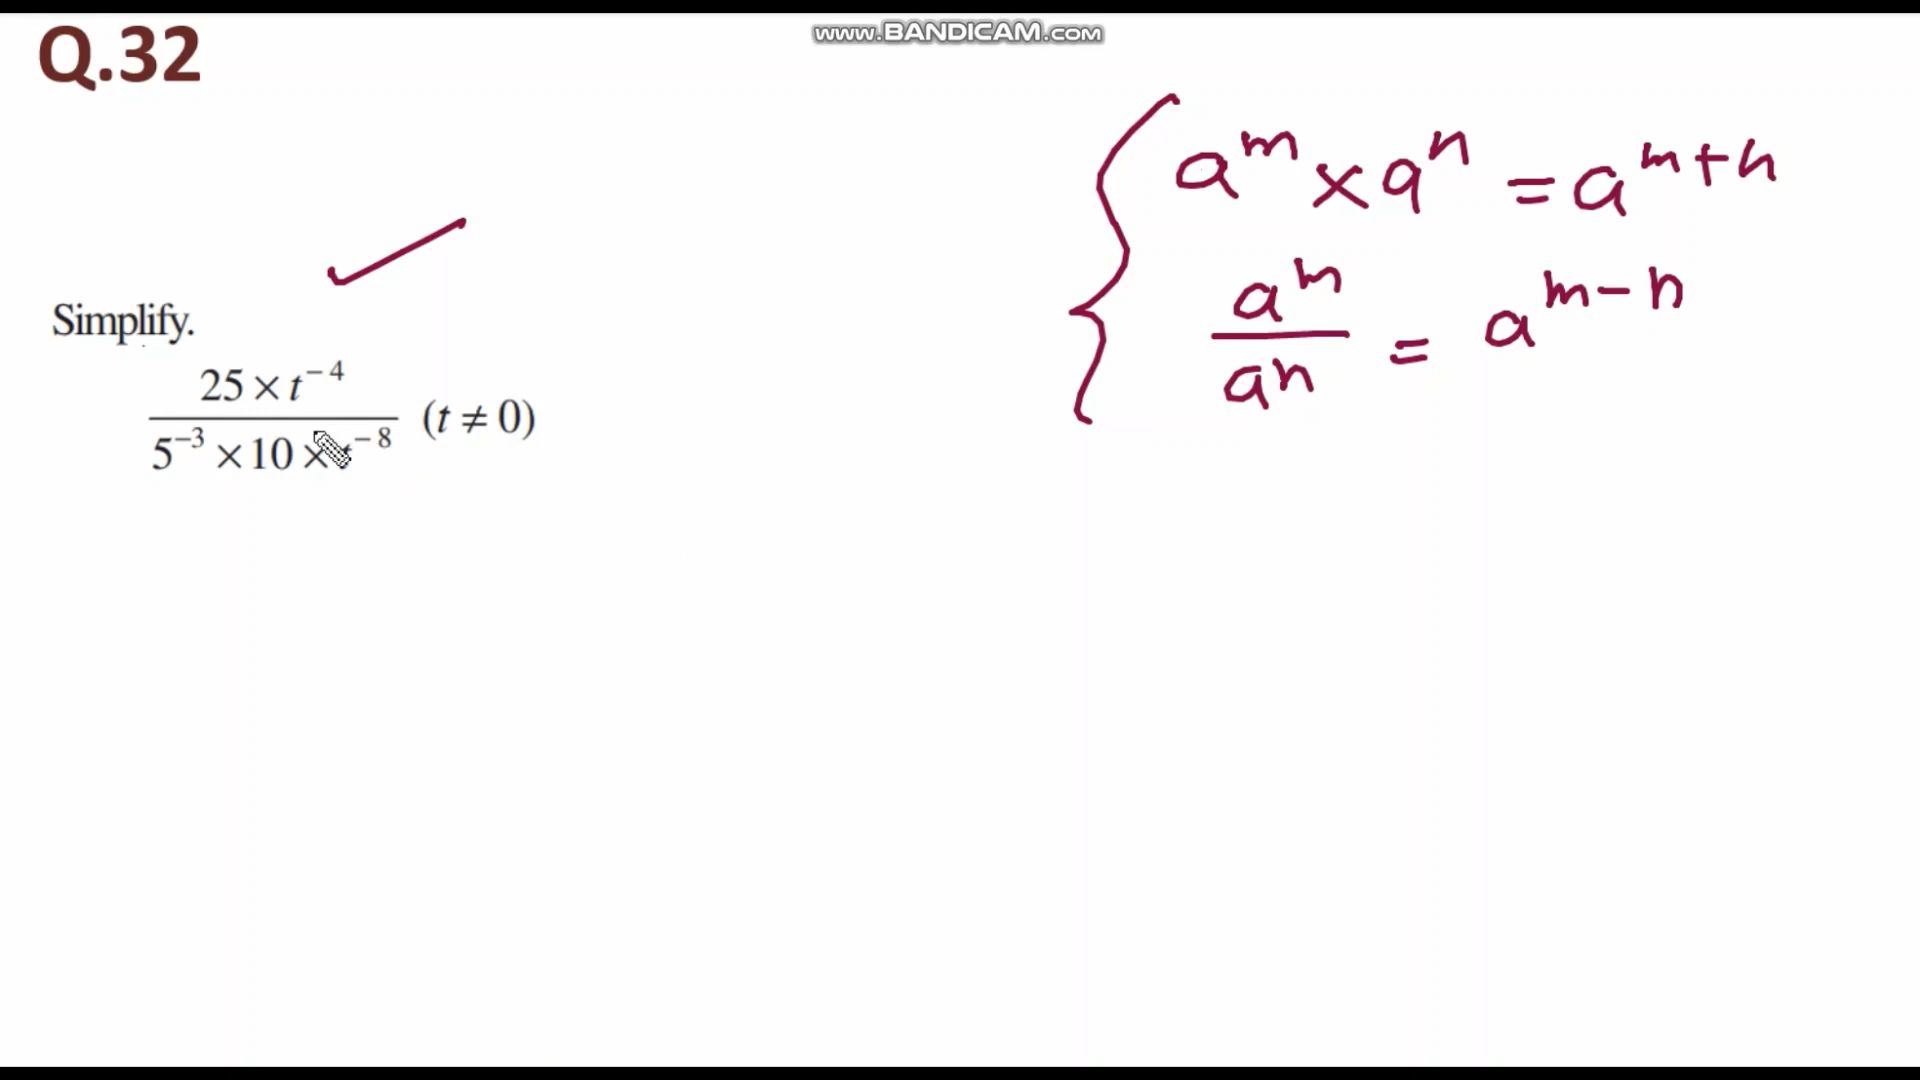 www.BANDICAM.com
Q.32
Simplify.
25 × t⁻⁴
5⁻³ × 10 × ⁻⁸
(t ≠ 0)
aᵐ × aⁿ = aᵐ⁺ⁿ
aᵐ
aⁿ
= aᵐ⁻ⁿ